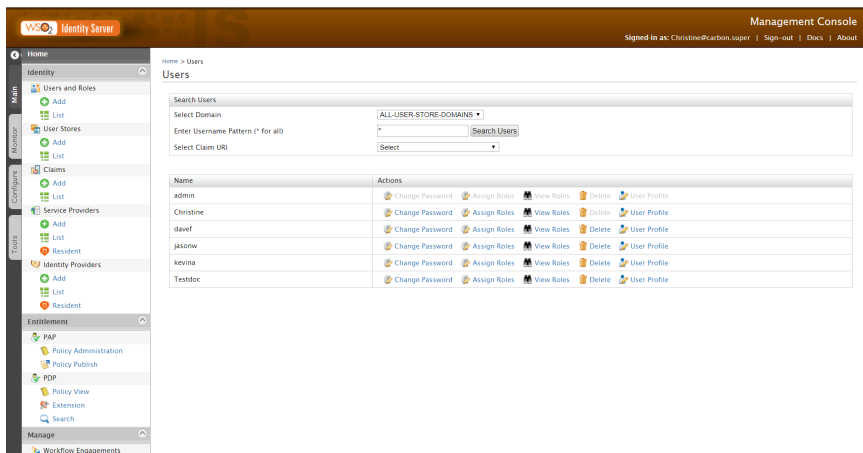 WSO2 Identity Server
Management Console
Signed-in as: Christine@carbon.super | Sign-out | Docs | About
Main
Monitor
Configure
Tools
Home
Identity
Users and Roles
Add
List
User Stores
Add
List
Claims
Add
List
Service Providers
Add
List
Resident
Identity Providers
Add
List
Resident
Entitlement
PAP
Policy Administration
Policy Publish
PDP
Policy View
Extension
Search
Manage
Workflow Engagements
Home > Users
Users
Search Users
Select Domain ALL-USER-STORE-DOMAINS
Enter Username Pattern (* for all) * Search Users
Select Claim URI Select
Name Actions
admin Change Password Assign Roles View Roles Delete User Profile
Christine Change Password Assign Roles View Roles Delete User Profile
davef Change Password Assign Roles View Roles Delete User Profile
jasonw Change Password Assign Roles View Roles Delete User Profile
kevina Change Password Assign Roles View Roles Delete User Profile
Testdoc Change Password Assign Roles View Roles Delete User Profile